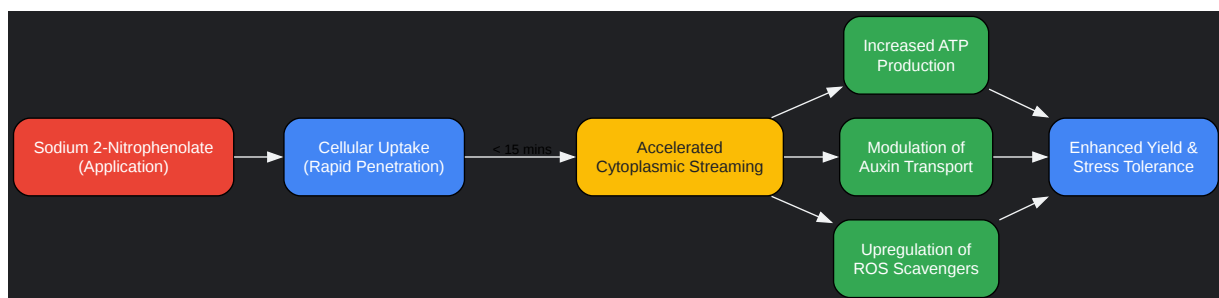 Sodium 2-Nitrophenolate
(Application)
Cellular Uptake
(Rapid Penetration)
< 15 mins
Accelerated
Cytoplasmic Streaming
Increased ATP
Production
Modulation of
Auxin Transport
Upregulation of
ROS Scavengers
Enhanced Yield &
Stress Tolerance